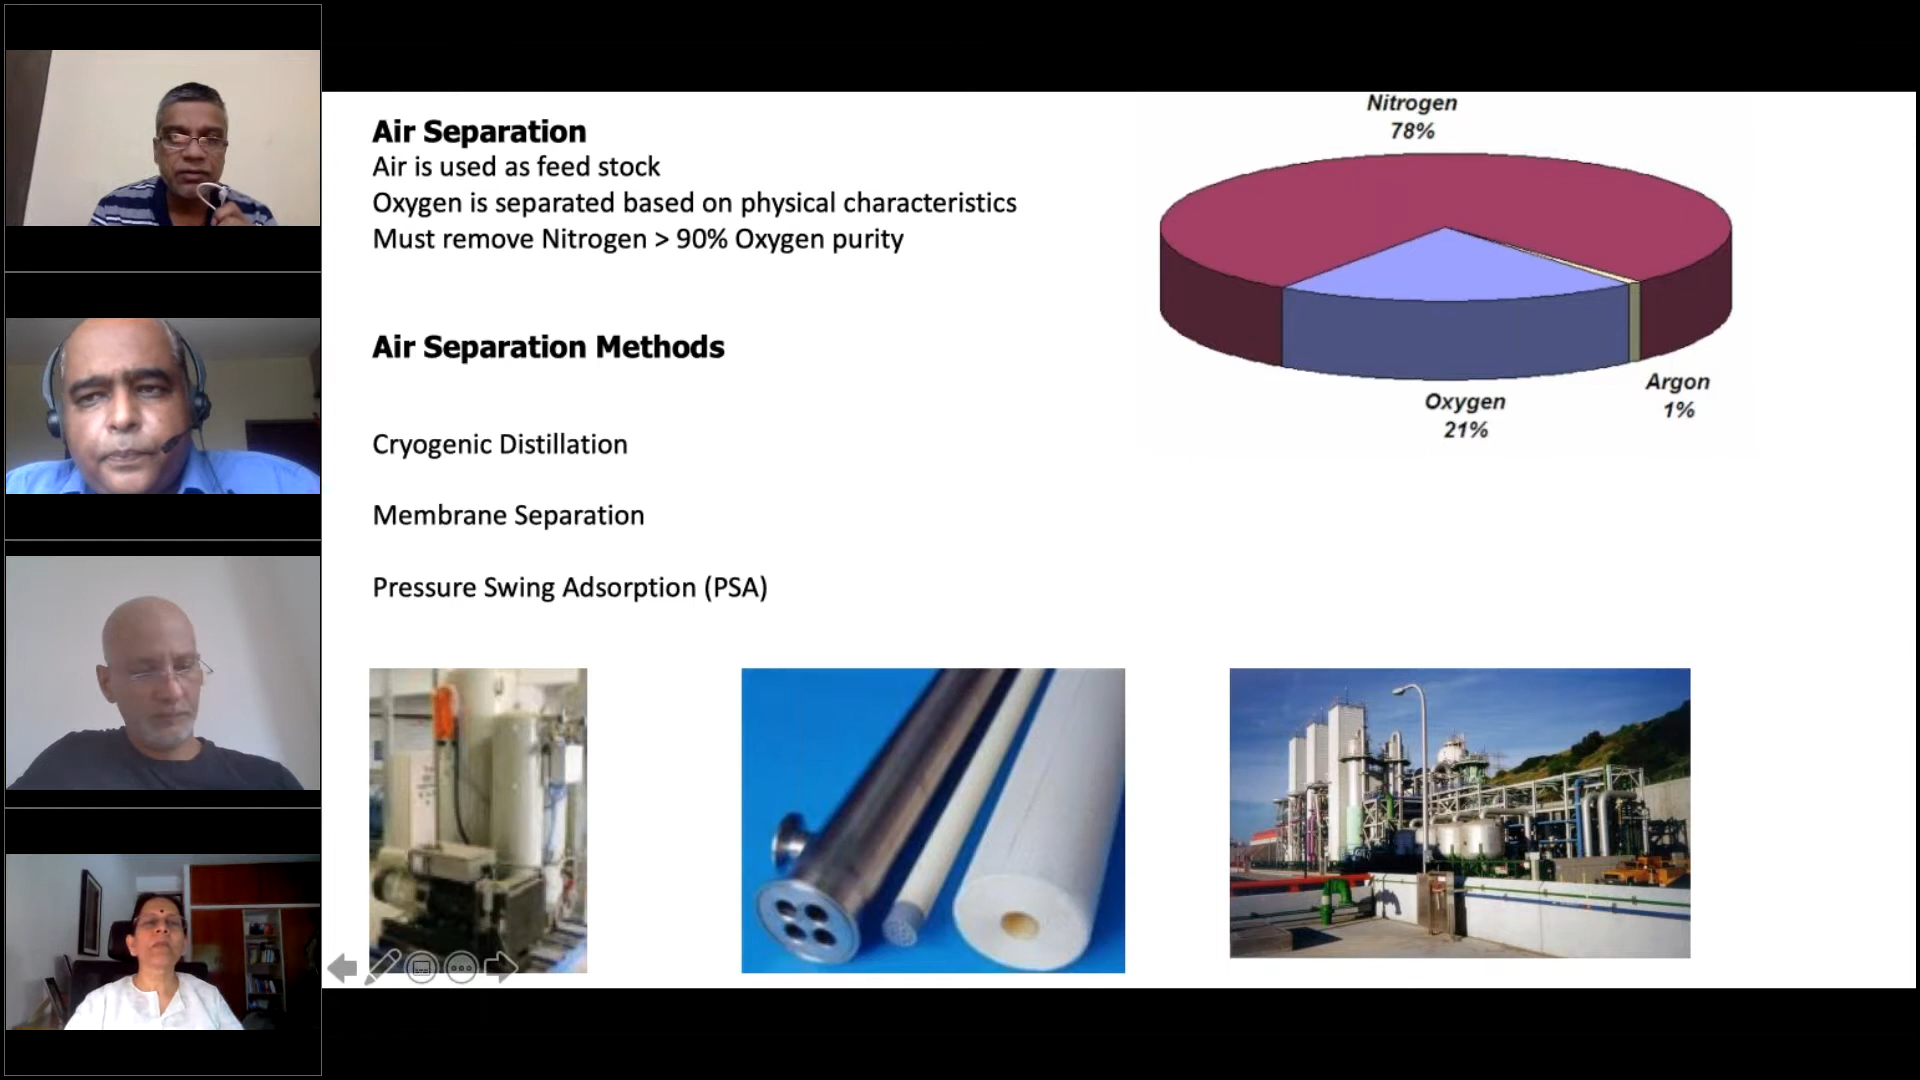 Air Separation
Air is used as feed stock
Oxygen is separated based on physical characteristics
Must remove Nitrogen > 90% Oxygen purity
Air Separation Methods
Cryogenic Distillation
Membrane Separation
Pressure Swing Adsorption (PSA)
Nitrogen
78%
Oxygen
21%
Argon
1%